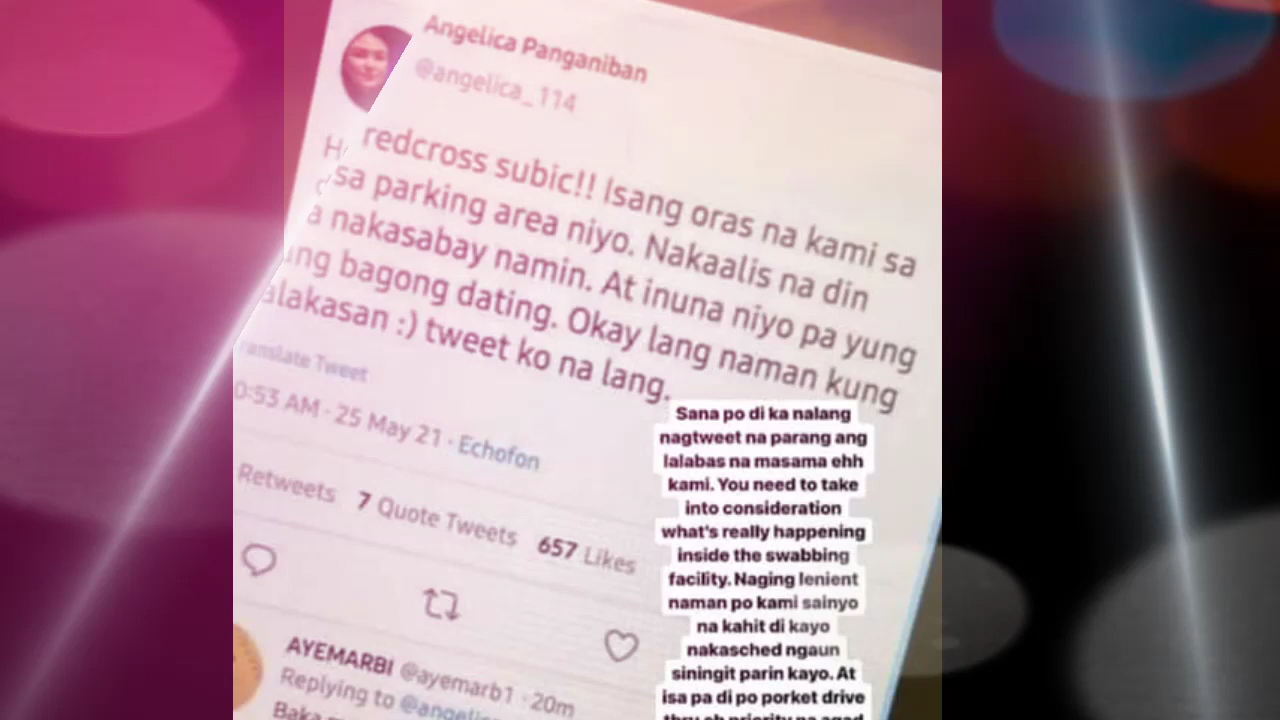 Angelica Panganiban
@angelica_114
redcross subic!! Isang oras na kami sa
sa parking area niyo. Nakaalis na din
nakasabay namin. At inuna niyo pa yung
bagong dating. Okay lang naman kung
:) tweet ko na lang.
Tweet
AM · 25 May 21 · Echofon
Retweets 7 Quote Tweets 657 Likes
AYEMARBI @ayemarb1 · 20m
Replying to
Sana po di ka nalang
nagtweet na parang ang
lalabas na masama ehh
kami. You need to take
into consideration
what's really happening
inside the swabbing
facility. Naging lenient
naman po kami sainyo
na kahit di kayo
nakasched ngaun
siningit parin kayo. At
isa pa di po porket drive